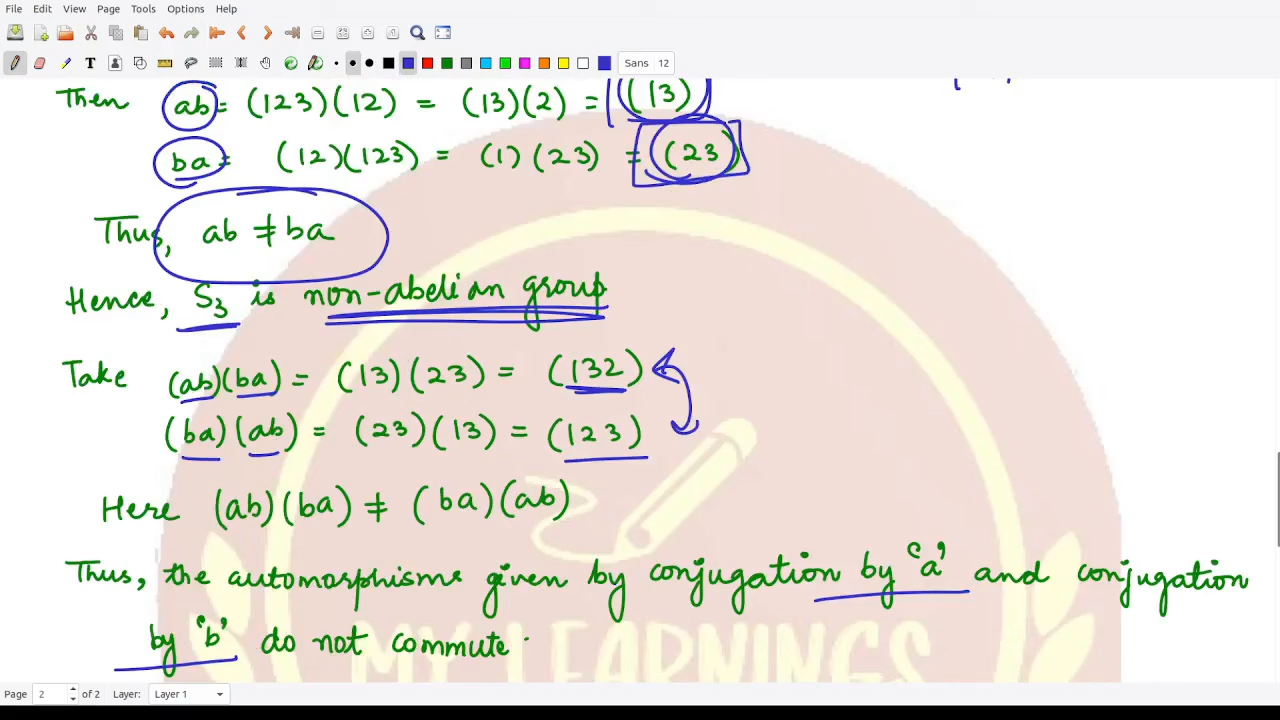 File Edit View Page Tools Options Help
Sans 12
Then ab = (123)(12) = (13)(2) = (13)
ba = (12)(123) = (1)(23) = (23)
Thus, ab ≠ ba
Hence, S₃ is non-abelian group
Take (ab)(ba) = (13)(23) = (132)
(ba)(ab) = (23)(13) = (123)
Here (ab)(ba) ≠ (ba)(ab)
Thus, the automorphisms given by conjugation by 'a' and conjugation
by 'b' do not commute.
MY LEARNINGS
Page 2 of 2 Layer: Layer 1